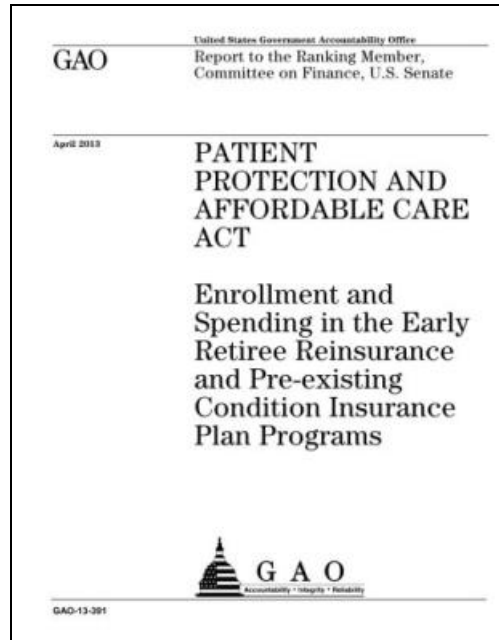 United States Government Accountability Office
GAO
Report to the Ranking Member,
Committee on Finance, U.S. Senate
April 2013
PATIENT
PROTECTION AND
AFFORDABLE CARE
ACT
Enrollment and
Spending in the Early
Retiree Reinsurance
and Pre-existing
Condition Insurance
Plan Programs
G A O
Accountability * Integrity * Reliability
GAO-13-391